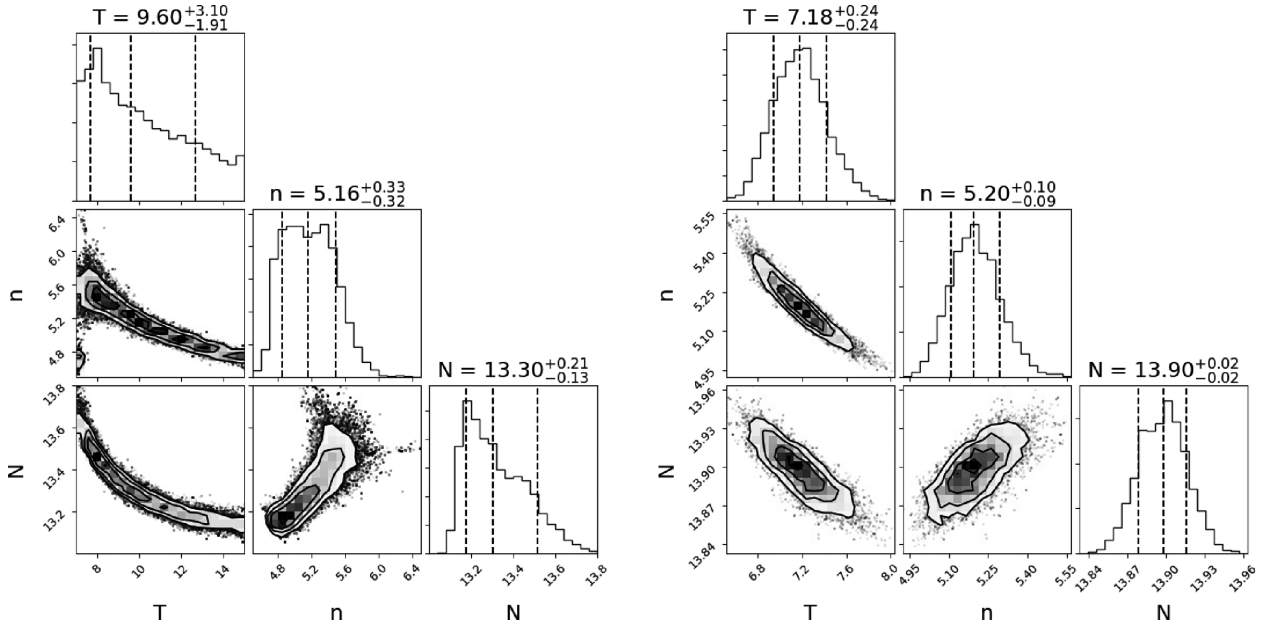 T = 9.60 +3.10 −1.91
n
6.4
6.0
5.6
5.2
4.8
n = 5.16 +0.33 −0.32
N
13.8
13.6
13.4
13.2
N = 13.30 +0.21 −0.13
8 10 12 14
4.8 5.2 5.6 6.0 6.4
13.2 13.4 13.6 13.8
T n N
T = 7.18 +0.24 −0.24
n
5.55
5.40
5.25
5.10
4.95
n = 5.20 +0.10 −0.09
N
13.96
13.93
13.90
13.87
13.84
N = 13.90 +0.02 −0.02
6.8 7.2 7.6 8.0
4.95 5.10 5.25 5.40 5.55
13.84 13.87 13.90 13.93 13.96
T n N